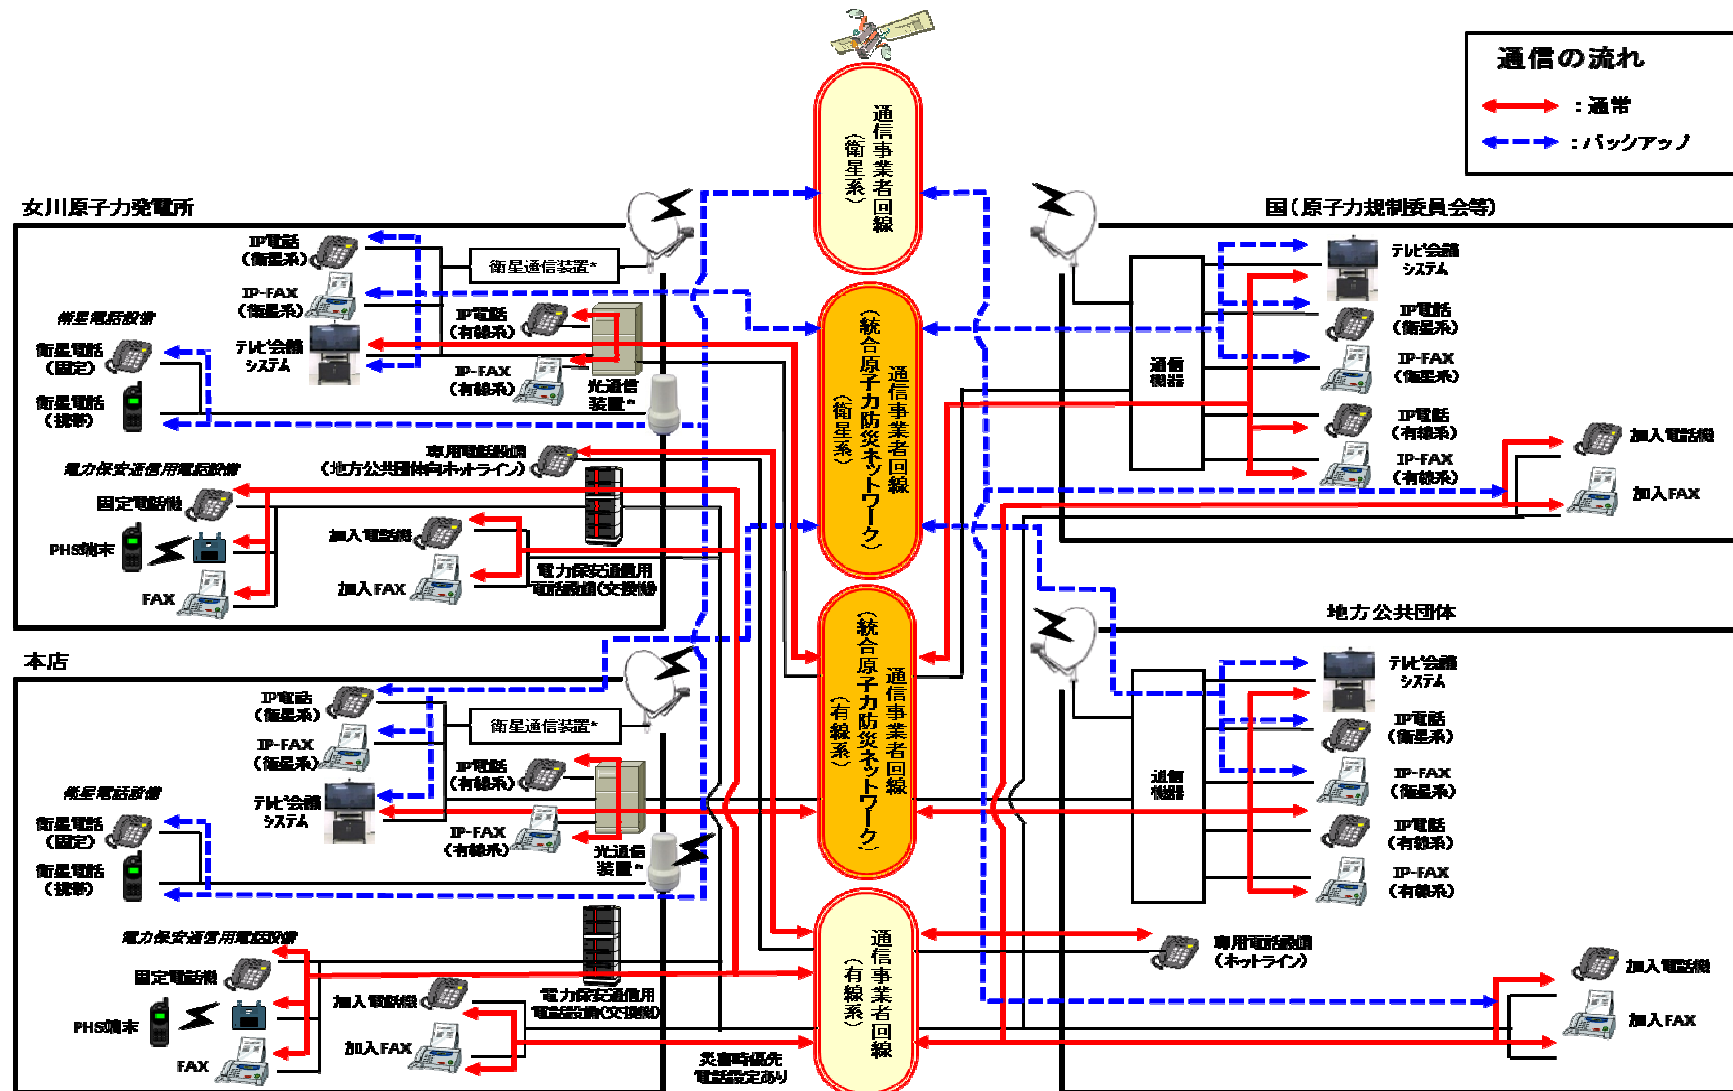 通信の流れ
：通常
：バックアップ
通信事業者回線
（衛星系）
通信事業者回線
（統合原子力防災ネットワーク）
（衛星系）
通信事業者回線
（統合原子力防災ネットワーク）
（有線系）
通信事業者回線
（有線系）
女川原子力発電所
IP電話
（衛星系）
衛星通信装置*
IP-FAX
（衛星系）
衛星電話設備
IP電話
（有線系）
テレビ会議
システム
衛星電話
（固定）
IP-FAX
（有線系）
光通信
装置*
衛星電話
（携帯）
専用電話設備
（地方公共団体向ホットライン）
電力保安通信用電話設備
固定電話機
PHS端末
加入電話機
FAX
加入FAX
電力保安通信用
電話設備（交換機）
本店
IP電話
（衛星系）
衛星通信装置*
IP-FAX
（衛星系）
衛星電話設備
IP電話
（有線系）
テレビ会議
システム
衛星電話
（固定）
IP-FAX
（有線系）
光通信
装置*
衛星電話
（携帯）
電力保安通信用電話設備
固定電話機
PHS端末
加入電話機
電力保安通信用
電話設備（交換機）
FAX
加入FAX
災害時優先
電話設定あり
国（原子力規制委員会等）
テレビ会議
システム
IP電話
（衛星系）
通信
機器
IP-FAX
（衛星系）
IP電話
（有線系）
IP-FAX
（有線系）
加入電話機
加入FAX
地方公共団体
テレビ会議
システム
IP電話
（衛星系）
通信
機器
IP-FAX
（衛星系）
IP電話
（有線系）
IP-FAX
（有線系）
専用電話設備
（ホットライン）
加入電話機
加入FAX